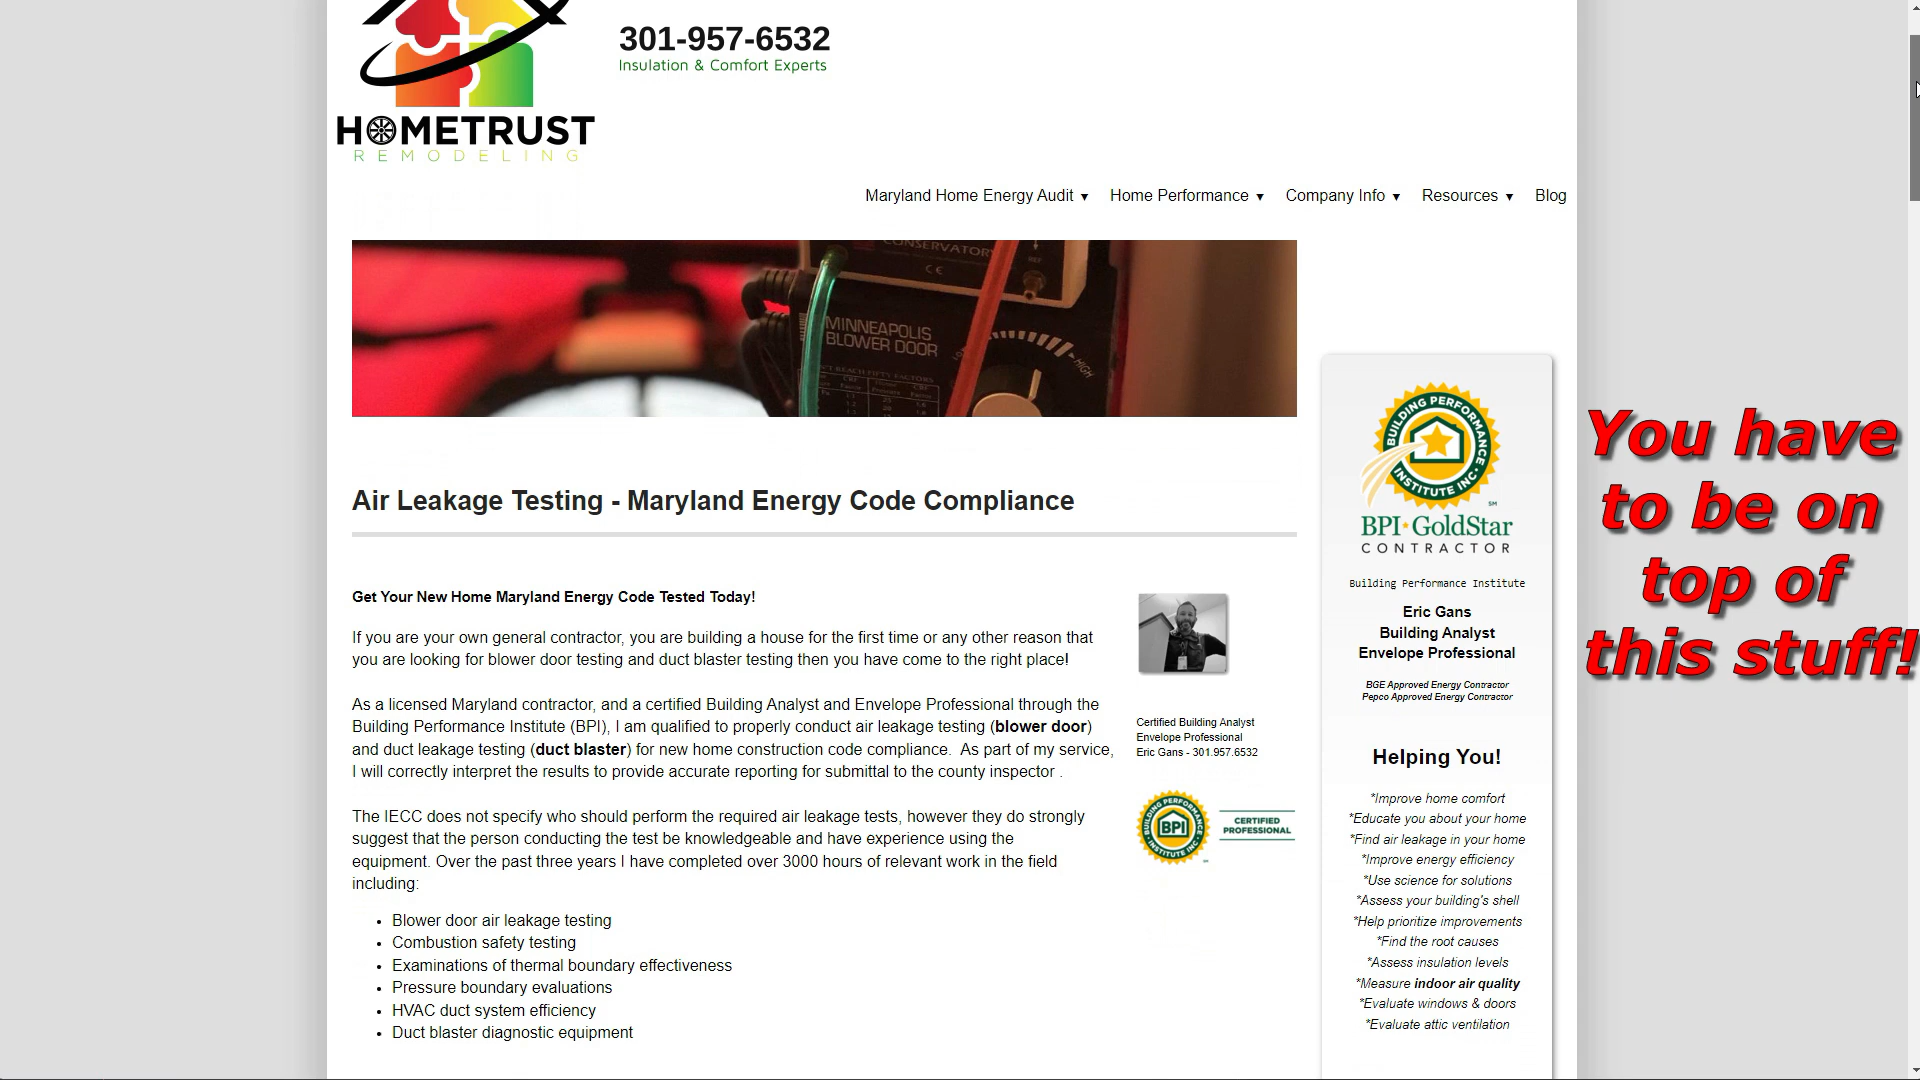 301-957-6532
Insulation & Comfort Experts
HOMETRUST
REMODELING
Maryland Home Energy Audit ▼ Home Performance ▼ Company Info ▼ Resources ▼ Blog
CONSERVATORY
CE
MINNEAPOLIS
BLOWER DOOR
HIGH
Air Leakage Testing - Maryland Energy Code Compliance
Get Your New Home Maryland Energy Code Tested Today!
If you are your own general contractor, you are building a house for the first time or any other reason that
you are looking for blower door testing and duct blaster testing then you have come to the right place!
As a licensed Maryland contractor, and a certified Building Analyst and Envelope Professional through the
Building Performance Institute (BPI), I am qualified to properly conduct air leakage testing (blower door)
and duct leakage testing (duct blaster) for new home construction code compliance. As part of my service,
I will correctly interpret the results to provide accurate reporting for submittal to the county inspector .
The IECC does not specify who should perform the required air leakage tests, however they do strongly
suggest that the person conducting the test be knowledgeable and have experience using the
equipment. Over the past three years I have completed over 3000 hours of relevant work in the field
including:
• Blower door air leakage testing
• Combustion safety testing
• Examinations of thermal boundary effectiveness
• Pressure boundary evaluations
• HVAC duct system efficiency
• Duct blaster diagnostic equipment
Certified Building Analyst
Envelope Professional
Eric Gans - 301.957.6532
BUILDING PERFORMANCE
BPI
INSTITUTE INC.
CERTIFIED
PROFESSIONAL
BUILDING PERFORMANCE
INSTITUTE INC.
SM
BPI GoldStar
CONTRACTOR
Building Performance Institute
Eric Gans
Building Analyst
Envelope Professional
BGE Approved Energy Contractor
Pepco Approved Energy Contractor
Helping You!
*Improve home comfort
*Educate you about your home
*Find air leakage in your home
*Improve energy efficiency
*Use science for solutions
*Assess your building's shell
*Help prioritize improvements
*Find the root causes
*Assess insulation levels
*Measure indoor air quality
*Evaluate windows & doors
*Evaluate attic ventilation
You have
to be on
top of
this stuff!